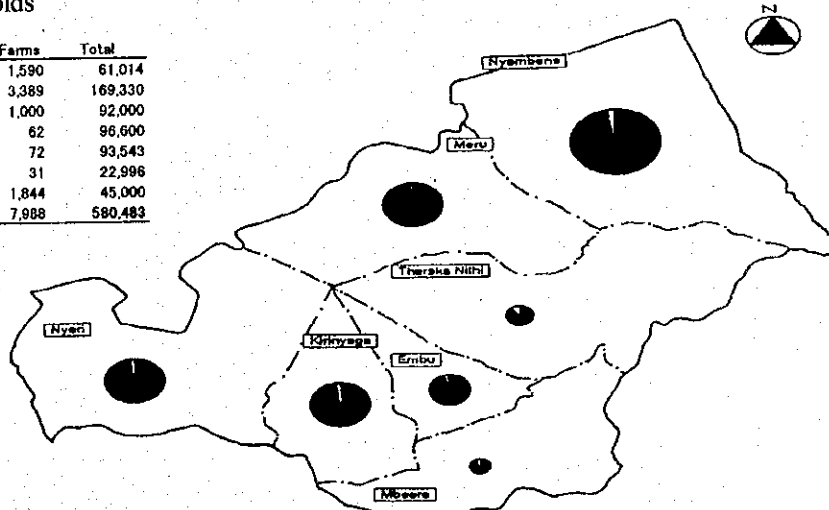 olds
Farms Total
1,590 61,014
3,389 169,330
1,000 92,000
62 96,600
72 93,543
31 22,996
1,844 45,000
7,988 580,483
N
Nyambene
Meru
Tharaka Nithi
Nyeri
Kirinyaga
Embu
Mbeere